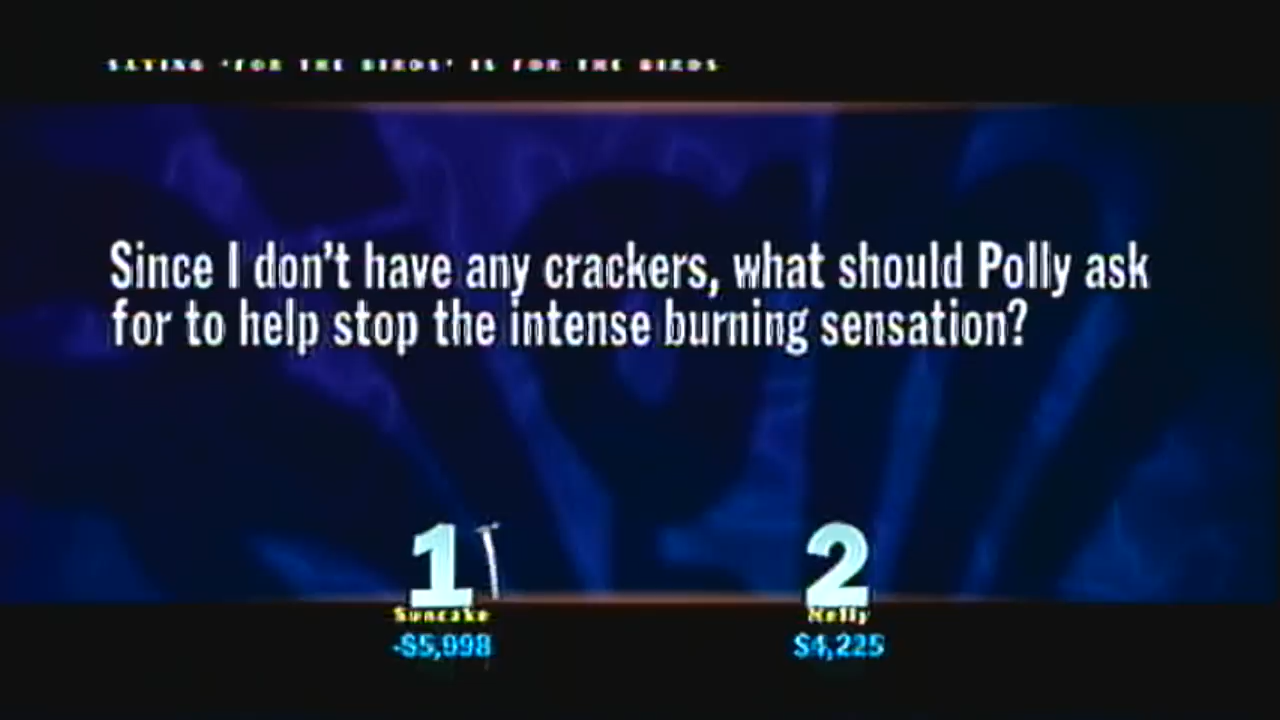 SAYING "FOR THE BIRDS" IS FOR THE BIRDS
Since I don't have any crackers, what should Polly ask
for to help stop the intense burning sensation?
1
2
Suncake
Nelly
-$5,998
$4,225